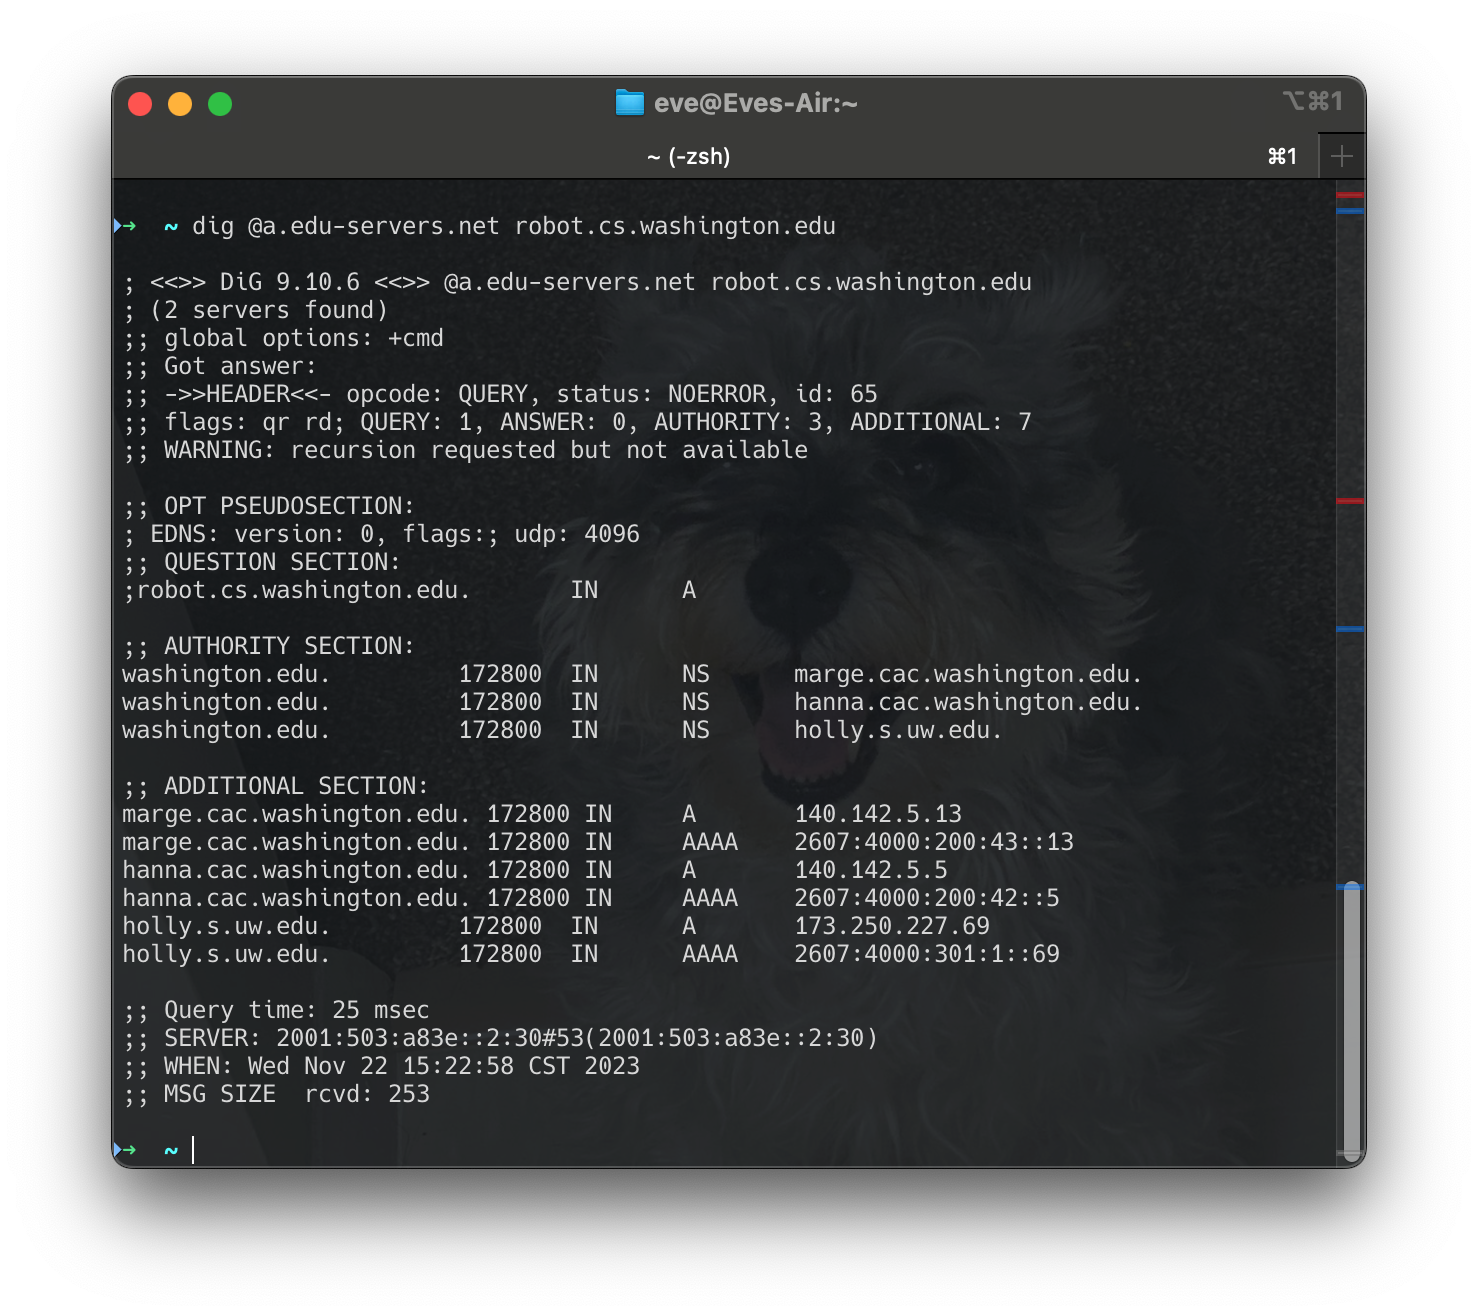 eve@Eves-Air:~ ⌥⌘1
~ (-zsh) ⌘1
➜ ~ dig @a.edu-servers.net robot.cs.washington.edu
; <<>> DiG 9.10.6 <<>> @a.edu-servers.net robot.cs.washington.edu
; (2 servers found)
;; global options: +cmd
;; Got answer:
;; ->>HEADER<<- opcode: QUERY, status: NOERROR, id: 65
;; flags: qr rd; QUERY: 1, ANSWER: 0, AUTHORITY: 3, ADDITIONAL: 7
;; WARNING: recursion requested but not available
;; OPT PSEUDOSECTION:
; EDNS: version: 0, flags:; udp: 4096
;; QUESTION SECTION:
;robot.cs.washington.edu. IN A
;; AUTHORITY SECTION:
washington.edu. 172800 IN NS marge.cac.washington.edu.
washington.edu. 172800 IN NS hanna.cac.washington.edu.
washington.edu. 172800 IN NS holly.s.uw.edu.
;; ADDITIONAL SECTION:
marge.cac.washington.edu. 172800 IN A 140.142.5.13
marge.cac.washington.edu. 172800 IN AAAA 2607:4000:200:43::13
hanna.cac.washington.edu. 172800 IN A 140.142.5.5
hanna.cac.washington.edu. 172800 IN AAAA 2607:4000:200:42::5
holly.s.uw.edu. 172800 IN A 173.250.227.69
holly.s.uw.edu. 172800 IN AAAA 2607:4000:301:1::69
;; Query time: 25 msec
;; SERVER: 2001:503:a83e::2:30#53(2001:503:a83e::2:30)
;; WHEN: Wed Nov 22 15:22:58 CST 2023
;; MSG SIZE  rcvd: 253
➜ ~